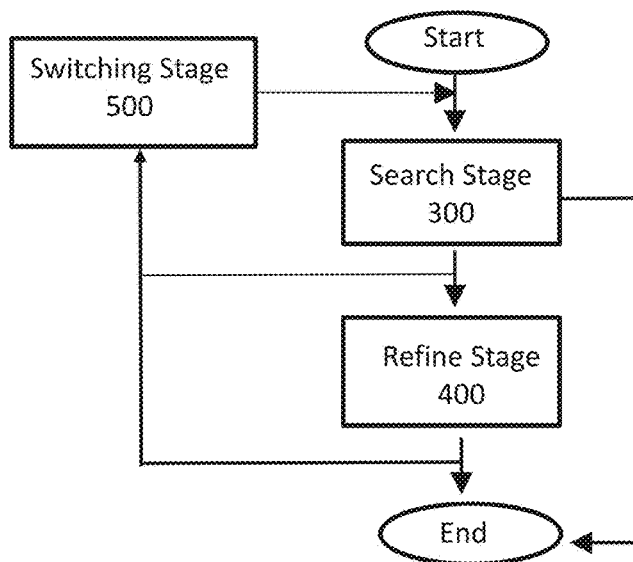 Start
Switching Stage
500
Search Stage
300
Refine Stage
400
End